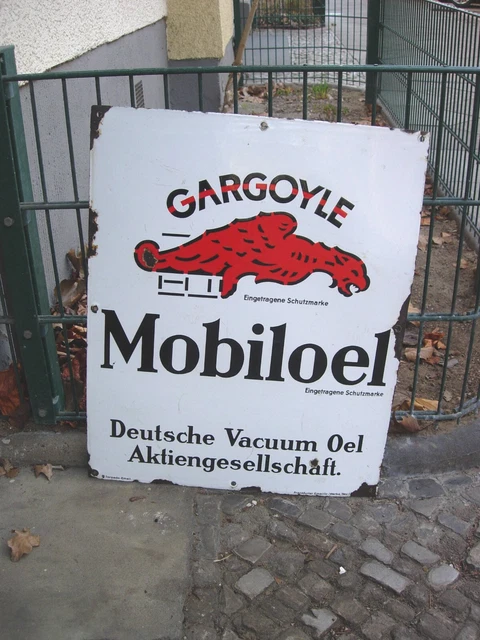 GARGOYLE
Eingetragene Schutzmarke
Mobiloel
Eingetragene Schutzmarke
Deutsche Vacuum Oel
Aktiengesellschaft.